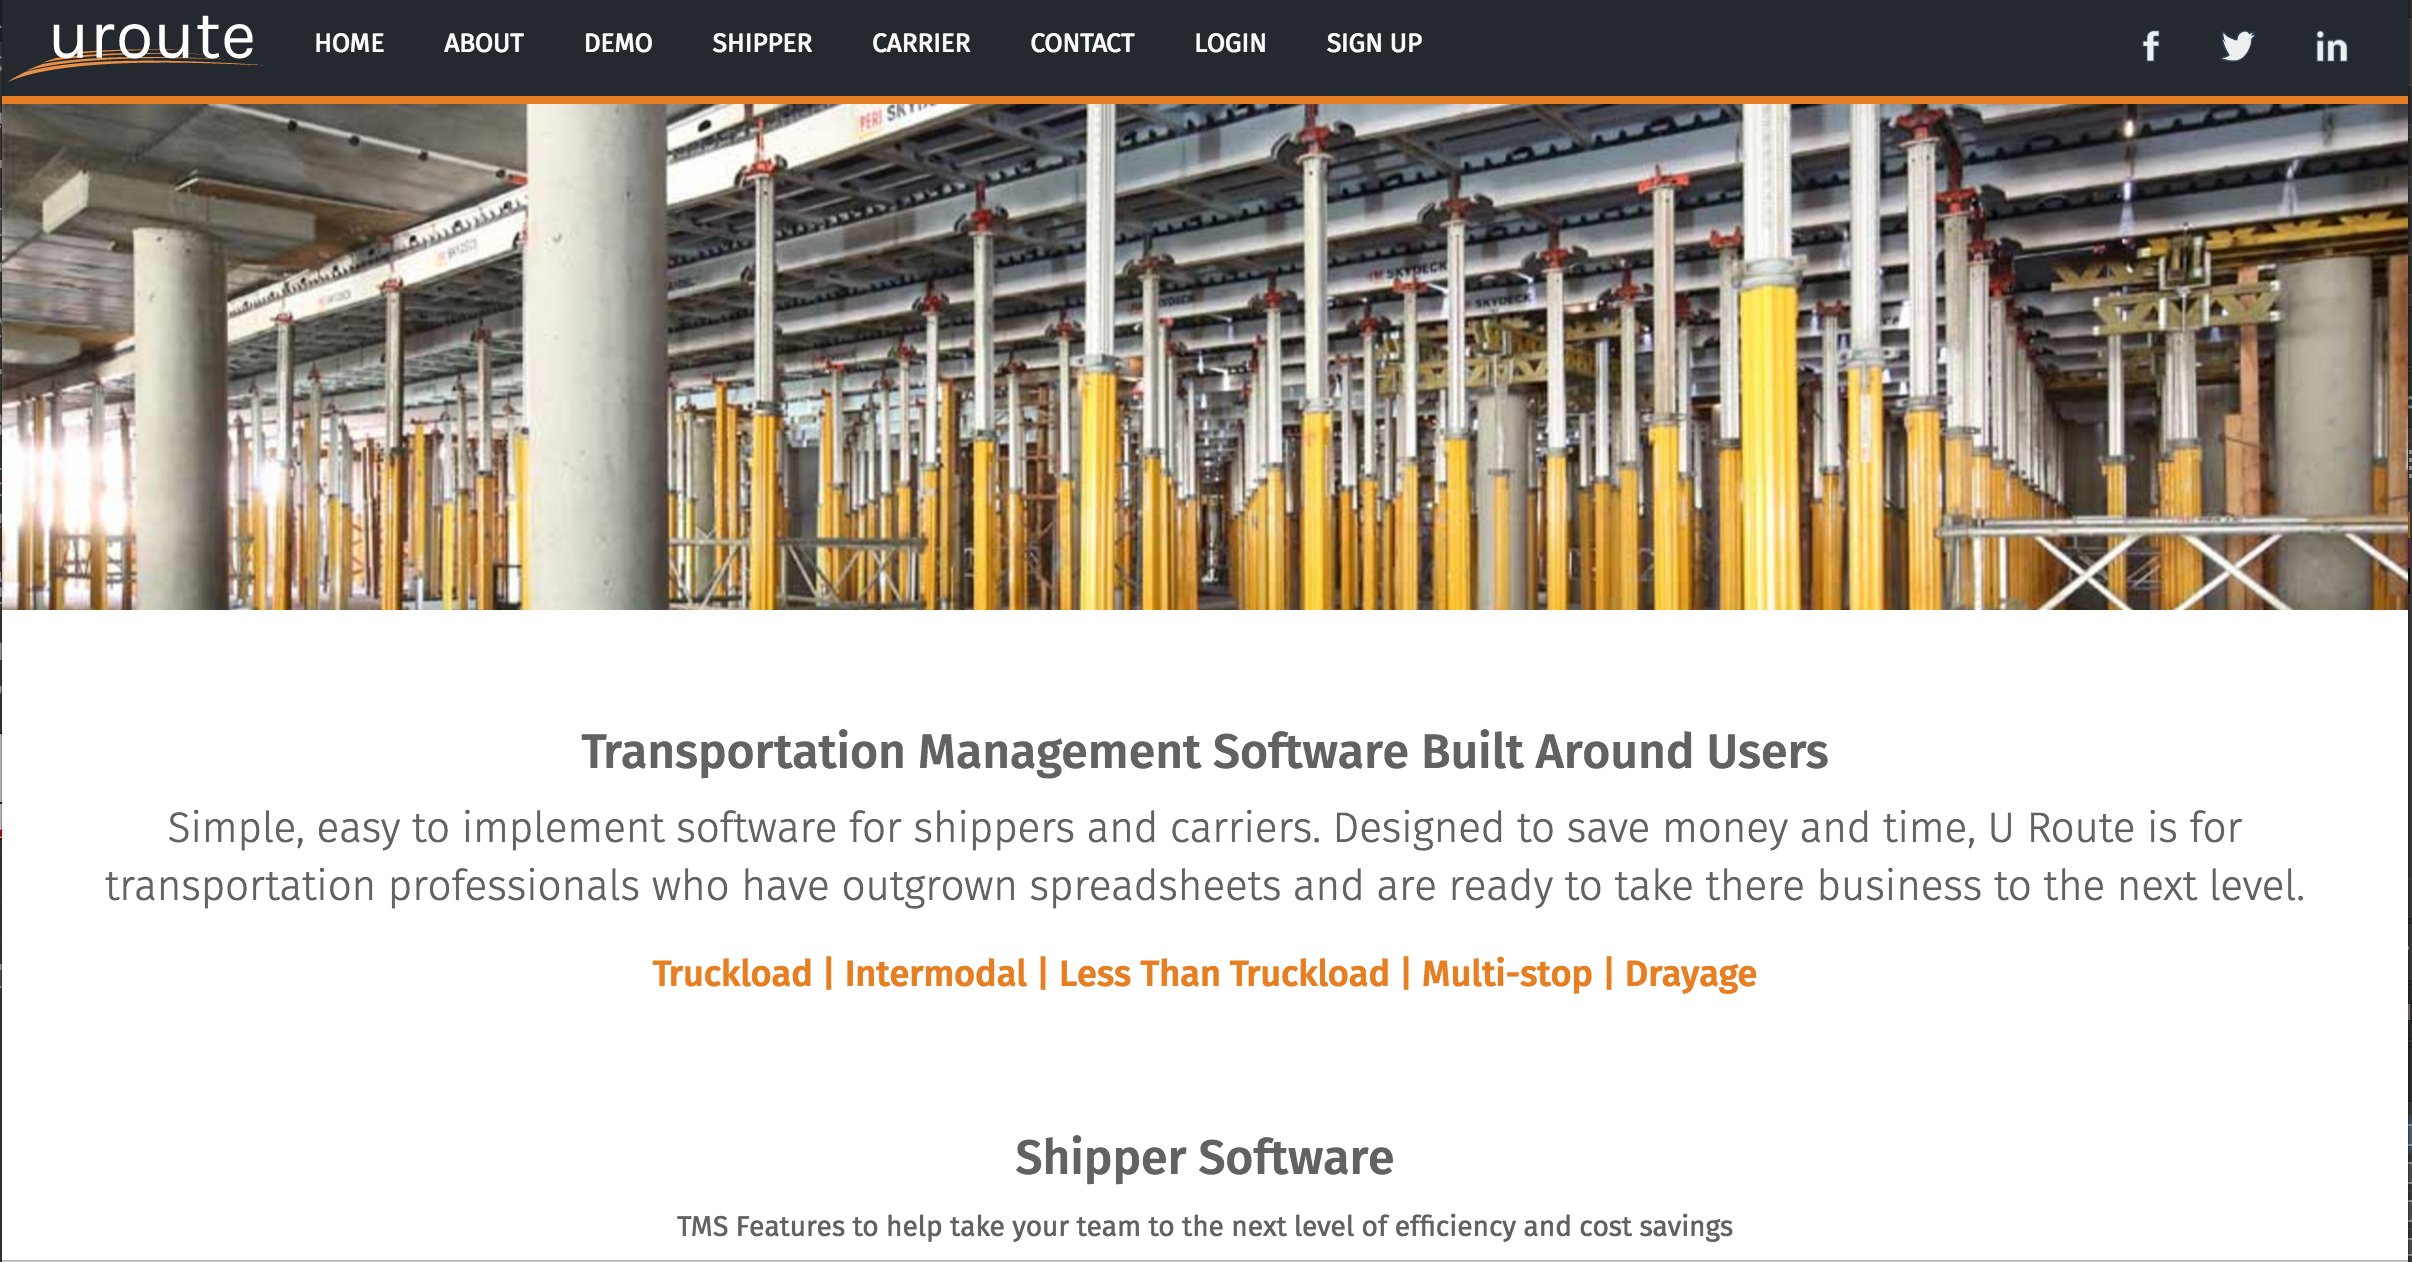 uroute
HOME
ABOUT
DEMO
SHIPPER
CARRIER
CONTACT
LOGIN
SIGN UP
PERI
SKYDECK
SKYDECK
Transportation Management Software Built Around Users
Simple, easy to implement software for shippers and carriers. Designed to save money and time, U Route is for
transportation professionals who have outgrown spreadsheets and are ready to take there business to the next level.
Truckload | Intermodal | Less Than Truckload | Multi-stop | Drayage
Shipper Software
TMS Features to help take your team to the next level of efficiency and cost savings